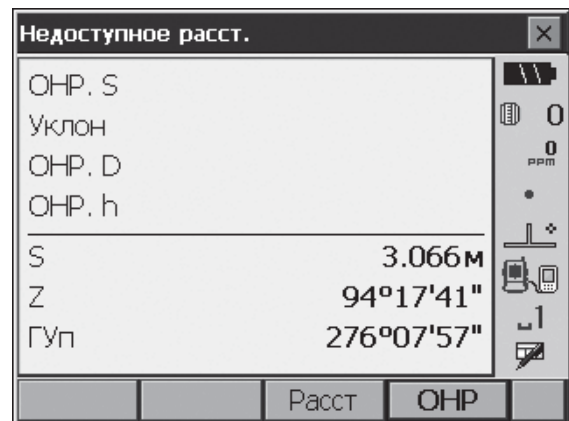 Недоступное расст.
ОНР. S
Уклон
ОНР. D
ОНР. h
S 3.066м
Z 94°17'41"
ГУп 276°07'57"
0
0
PPM
1
Расст ОНР